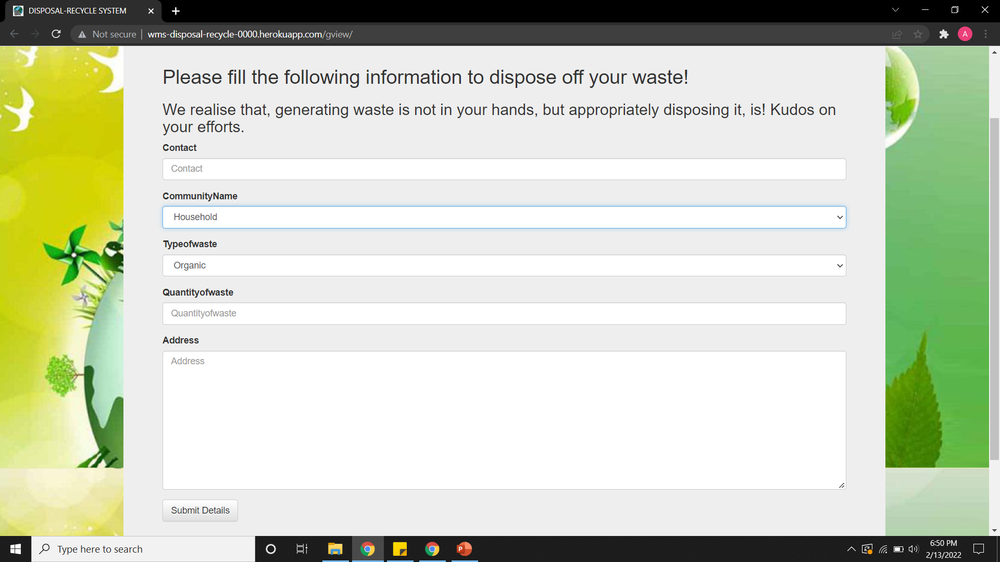 DISPOSAL-RECYCLE SYSTEM
Not secure
wms-disposal-recycle-0000.herokuapp.com/gview/
A
Please fill the following information to dispose off your waste!
We realise that, generating waste is not in your hands, but appropriately disposing it, is! Kudos on
your efforts.
Contact
Contact
CommunityName
Household
Typeofwaste
Organic
Quantityofwaste
Quantityofwaste
Address
Address
Submit Details
Type here to search
P
6:50 PM
2/13/2022